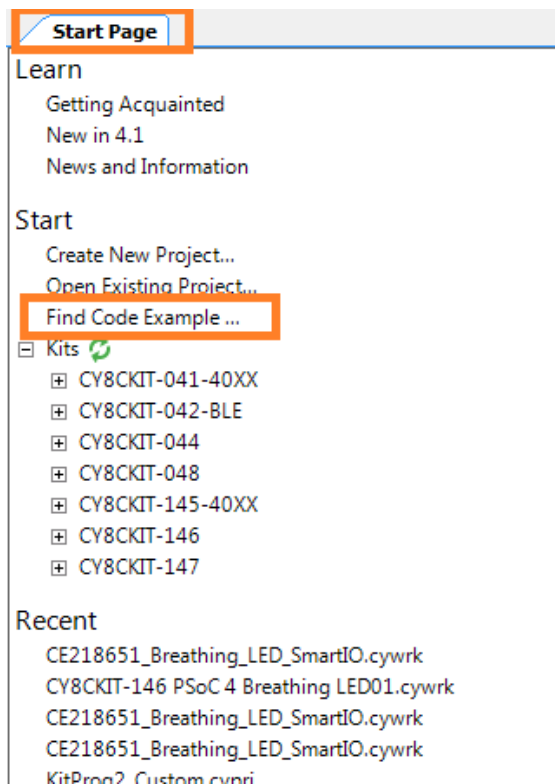 Start Page
Learn
Getting Acquainted
New in 4.1
News and Information
Start
Create New Project...
Open Existing Project...
Find Code Example ...
Kits
CY8CKIT-041-40XX
CY8CKIT-042-BLE
CY8CKIT-044
CY8CKIT-048
CY8CKIT-145-40XX
CY8CKIT-146
CY8CKIT-147
Recent
CE218651_Breathing_LED_SmartIO.cywrk
CY8CKIT-146 PSoC 4 Breathing LED01.cywrk
CE218651_Breathing_LED_SmartIO.cywrk
CE218651_Breathing_LED_SmartIO.cywrk
KitProg2_Custom.cyprj